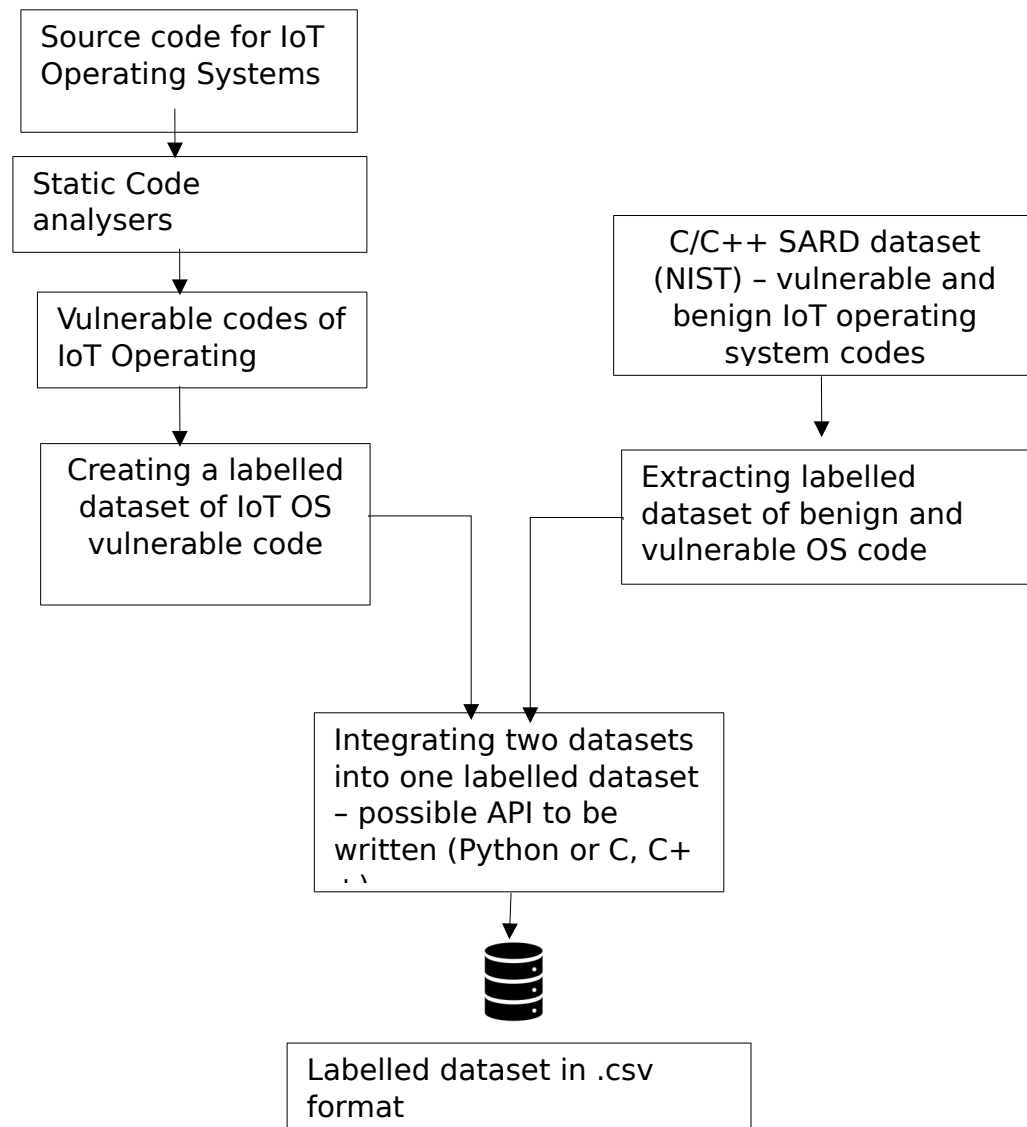 Source code for IoT
Operating Systems
Static Code
analysers
Vulnerable codes of
IoT Operating
Creating a labelled
dataset of IoT OS
vulnerable code
C/C++ SARD dataset
(NIST) – vulnerable and
benign IoT operating
system codes
Extracting labelled
dataset of benign and
vulnerable OS code
Integrating two datasets
into one labelled dataset
– possible API to be
written (Python or C, C+
Labelled dataset in .csv
format